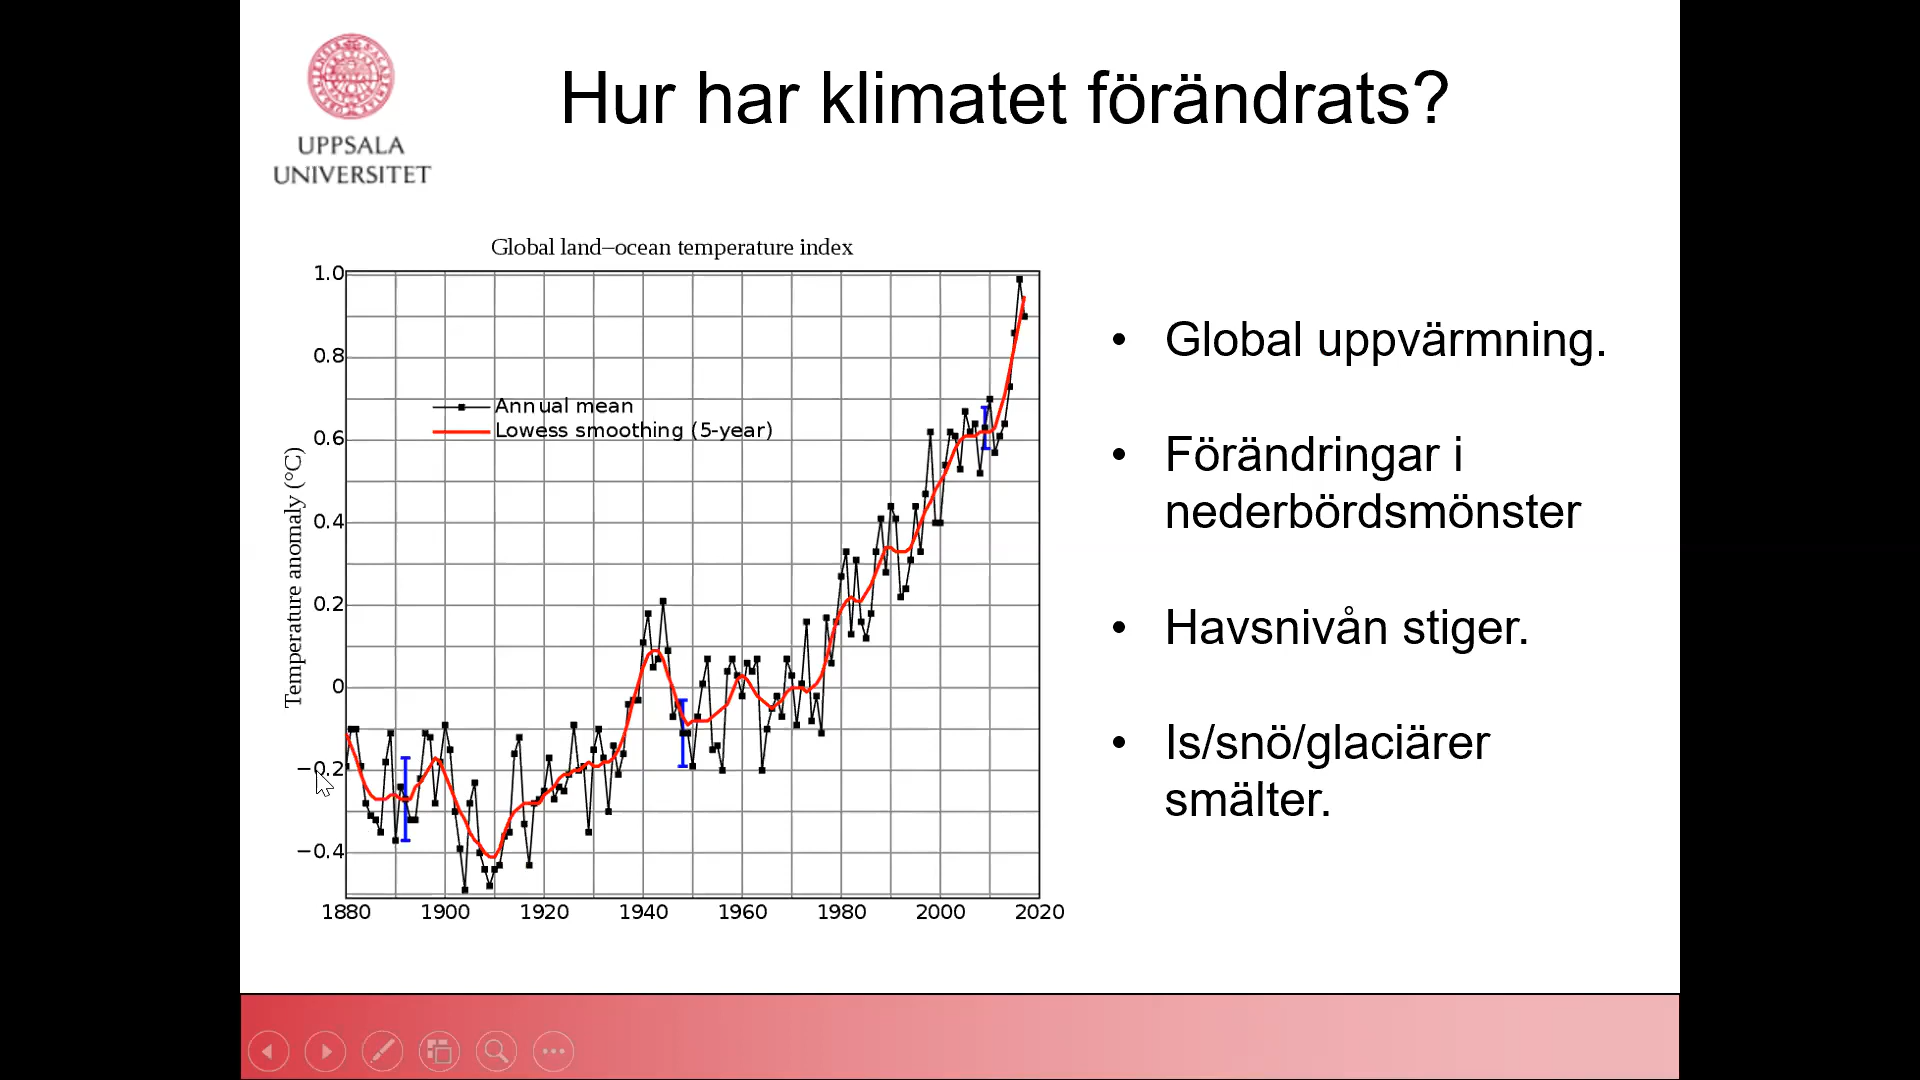 UPPSALA
UNIVERSITET
Hur har klimatet förändrats?
Global land−ocean temperature index
Temperature anomaly (°C)
1.0
0.8
0.6
0.4
0.2
0
−0.2
−0.4
Annual mean
Lowess smoothing (5-year)
1880 1900 1920 1940 1960 1980 2000 2020
• Global uppvärmning.
• Förändringar i
nederbördsmönster
• Havsnivån stiger.
• Is/snö/glaciärer
smälter.